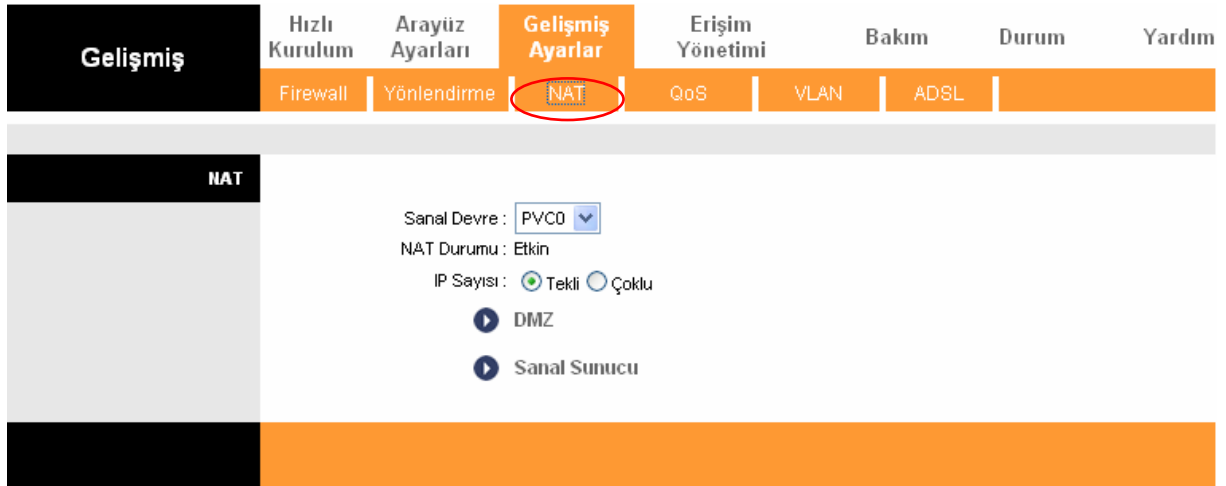 Gelişmiş
Hızlı Kurulum
Arayüz Ayarları
Gelişmiş Ayarlar
Erişim Yönetimi
Bakım
Durum
Yardım
Firewall
Yönlendirme
NAT
QoS
VLAN
ADSL
NAT
Sanal Devre : PVC0
NAT Durumu : Etkin
IP Sayısı : Tekli Çoklu
DMZ
Sanal Sunucu